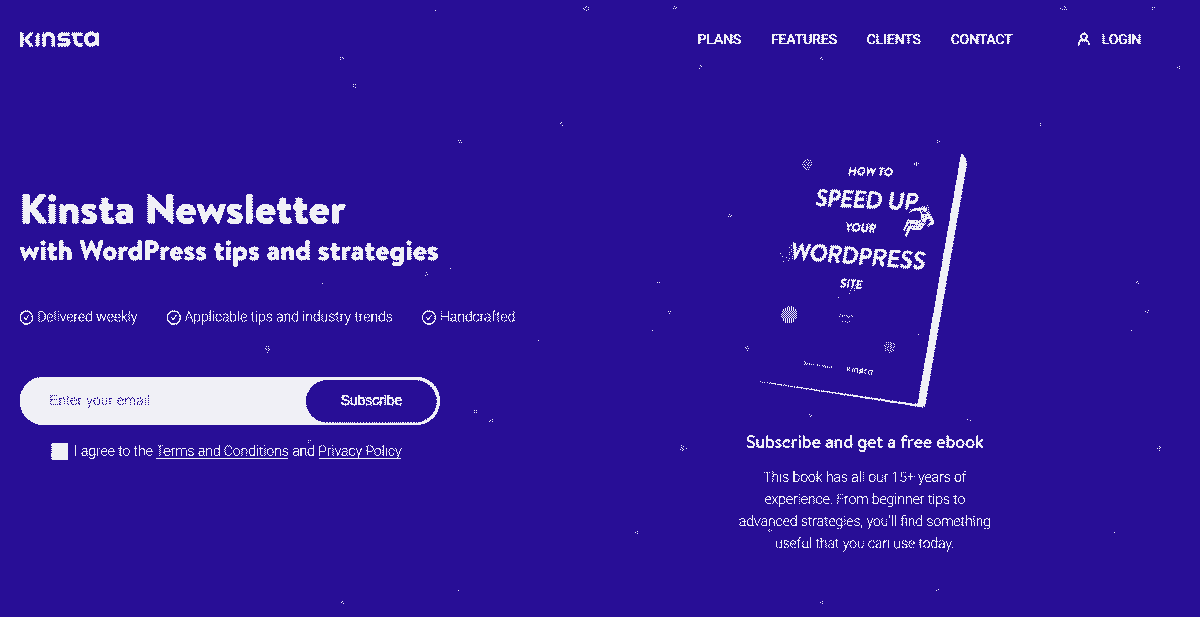 KINSTA
PLANS FEATURES CLIENTS CONTACT LOGIN
Kinsta Newsletter
with WordPress tips and strategies
Delivered weekly Applicable tips and industry trends Handcrafted
Enter your email Subscribe
I agree to the Terms and Conditions and Privacy Policy
HOW TO
SPEED UP
YOUR
WORDPRESS
SITE
KINSTA
Subscribe and get a free ebook
This book has all our 15+ years of
experience. From beginner tips to
advanced strategies, you'll find something
useful that you can use today.